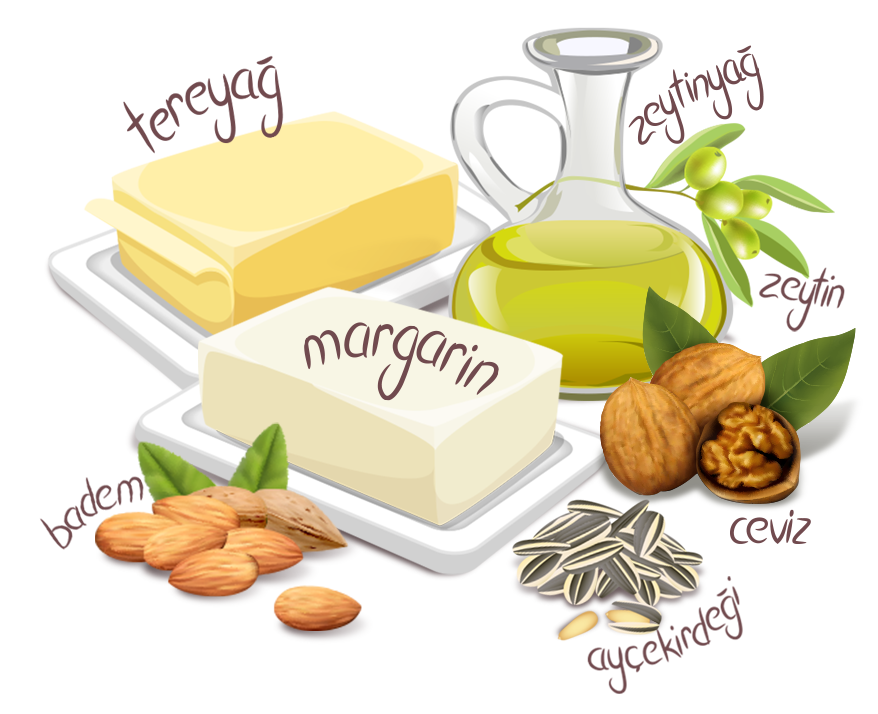 tereyağ
zeytinyağ
zeytin
margarin
badem
ceviz
ayçekirdeği